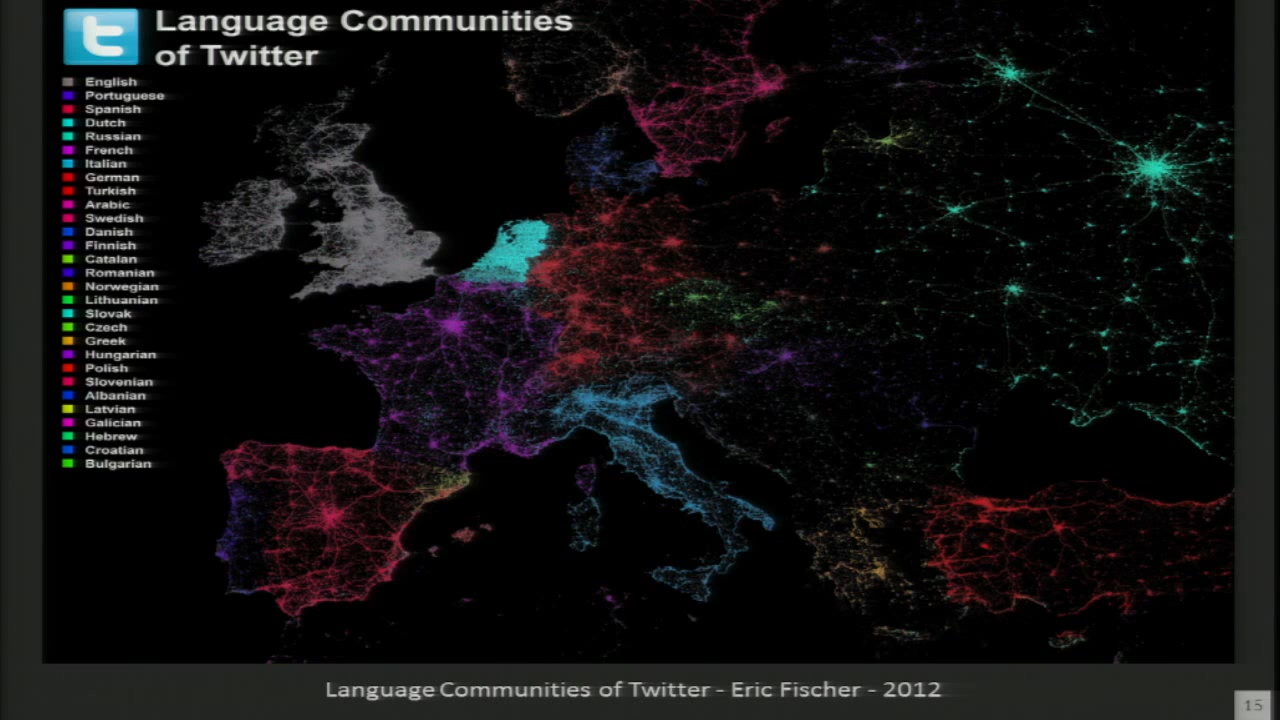 Language Communities
of Twitter
English
Portuguese
Spanish
Dutch
Russian
French
Italian
German
Turkish
Arabic
Swedish
Danish
Finnish
Catalan
Romanian
Norwegian
Lithuanian
Slovak
Czech
Greek
Hungarian
Polish
Slovenian
Albanian
Latvian
Galician
Hebrew
Croatian
Bulgarian
Language Communities of Twitter - Eric Fischer - 2012
15